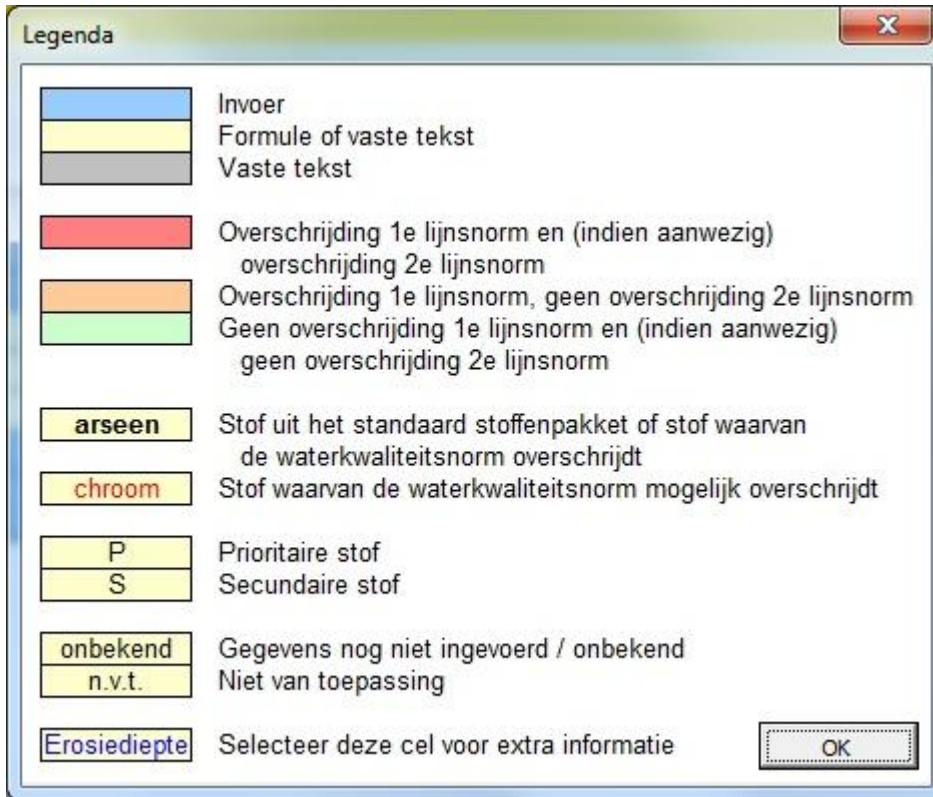 Legenda
Invoer
Formule of vaste tekst
Vaste tekst
Overschrijding 1e lijnsnorm en (indien aanwezig)
overschrijding 2e lijnsnorm
Overschrijding 1e lijnsnorm, geen overschrijding 2e lijnsnorm
Geen overschrijding 1e lijnsnorm en (indien aanwezig)
geen overschrijding 2e lijnsnorm
arseen Stof uit het standaard stoffenpakket of stof waarvan
de waterkwaliteitsnorm overschrijdt
chroom Stof waarvan de waterkwaliteitsnorm mogelijk overschrijdt
P Prioritaire stof
S Secundaire stof
onbekend Gegevens nog niet ingevoerd / onbekend
n.v.t. Niet van toepassing
Erosiediepte Selecteer deze cel voor extra informatie OK